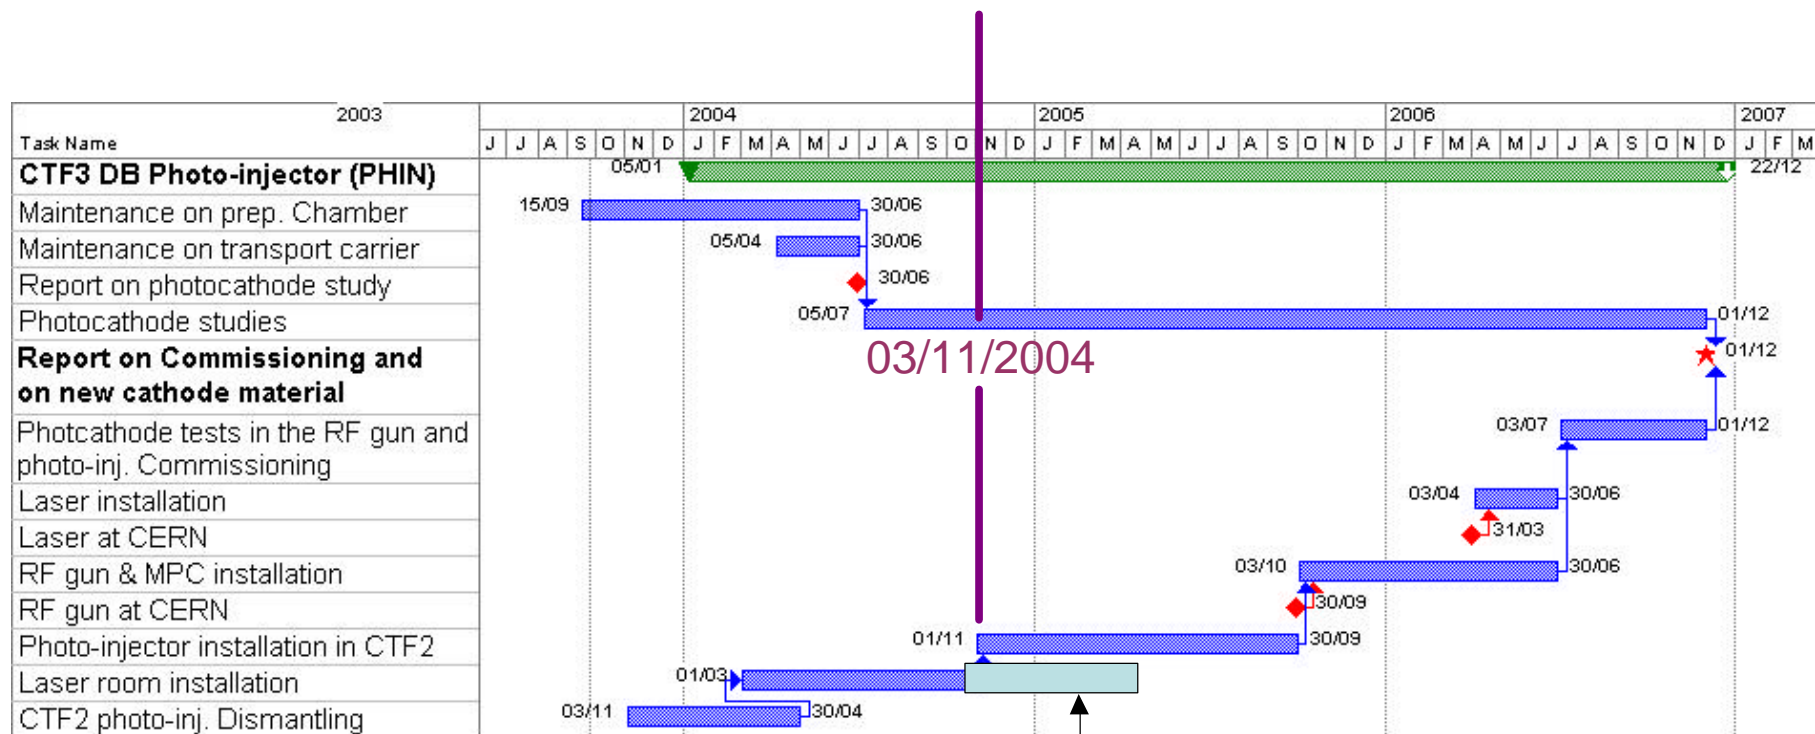 2003 2004 2005 2006 2007
Task Name J J A S O N D J F M A M J J A S O N D J F M A M J J A S O N D J F M A M J J A S O N D J F M
CTF3 DB Photo-injector (PHIN) 05/01 22/12
Maintenance on prep. Chamber 15/09 30/06
Maintenance on transport carrier 05/04 30/06
Report on photocathode study 30/06
Photocathode studies 05/07 01/12
03/11/2004
Report on Commissioning and 01/12
on new cathode material
Photcathode tests in the RF gun and 03/07 01/12
photo-inj. Commissioning
Laser installation 03/04 30/06
Laser at CERN 31/03
RF gun & MPC installation 03/10 30/06
RF gun at CERN 30/09
Photo-injector installation in CTF2 01/11 30/09
Laser room installation 01/03
CTF2 photo-inj. Dismantling 03/11 30/04